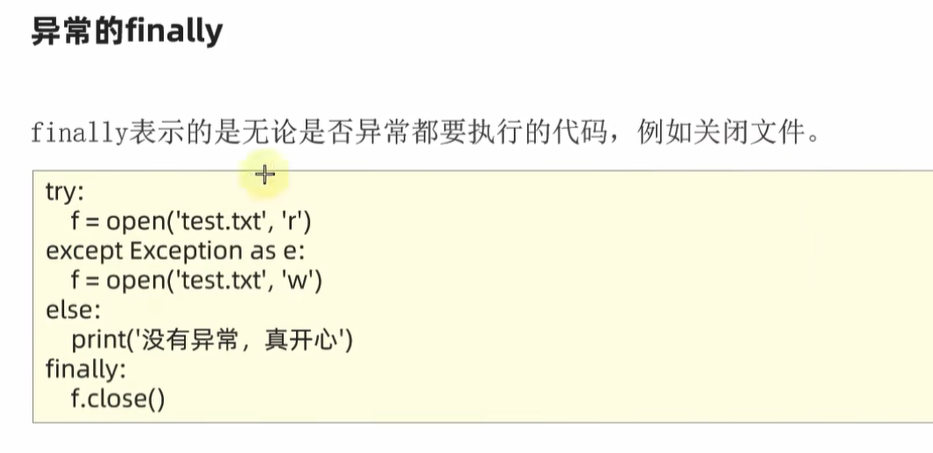 异常的finally
finally表示的是无论是否异常都要执行的代码，例如关闭文件。
try:
    f = open('test.txt', 'r')
except Exception as e:
    f = open('test.txt', 'w')
else:
    print('没有异常，真开心')
finally:
    f.close()